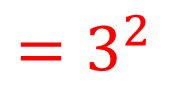 = 3²